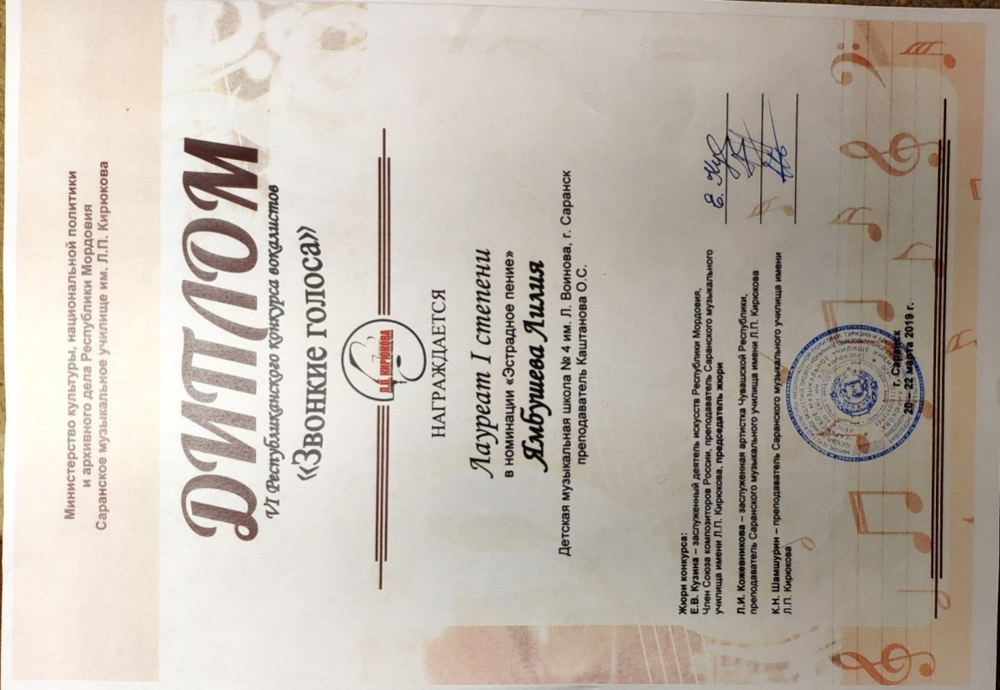 Министерство культуры, национальной политики
и архивного дела Республики Мордовия
Саранское музыкальное училище им. Л.П. Кирюкова
ДИПЛОМ
VI Республиканского конкурса вокалистов
«Звонкие голоса»
Л.П. КИРЮКОВА
НАГРАЖДАЕТСЯ
Лауреат I степени
в номинации «Эстрадное пение»
Ямбушева Лилия
Детская музыкальная школа № 4 им. Л. Воинова, г. Саранск
преподаватель Каштанова О.С.
Жюри конкурса:
Е.В. Кузина – заслуженный деятель искусств Республики Мордовия,
Член Союза композиторов России, преподаватель Саранского музыкального
училища имени Л.П. Кирюкова, председатель жюри
Л.И. Кожевникова – заслуженная артистка Чувашской Республики,
преподаватель Саранского музыкального училища имени Л.П. Кирюкова
К.Н. Шамшурин – преподаватель Саранского музыкального училища имени
Л.П. Кирюкова
г. Саранск
20 – 22 марта 2019 г.